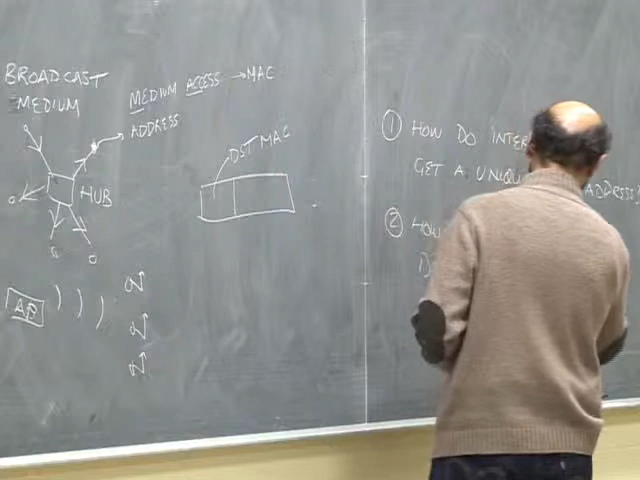 BROADCAST
MEDIUM
MEDIUM ACCESS → MAC
ADDRESS
HUB
DST MAC
AP
N
N
N
① HOW DO INTER
GET A UNIQU ADDRESS?
② HOW